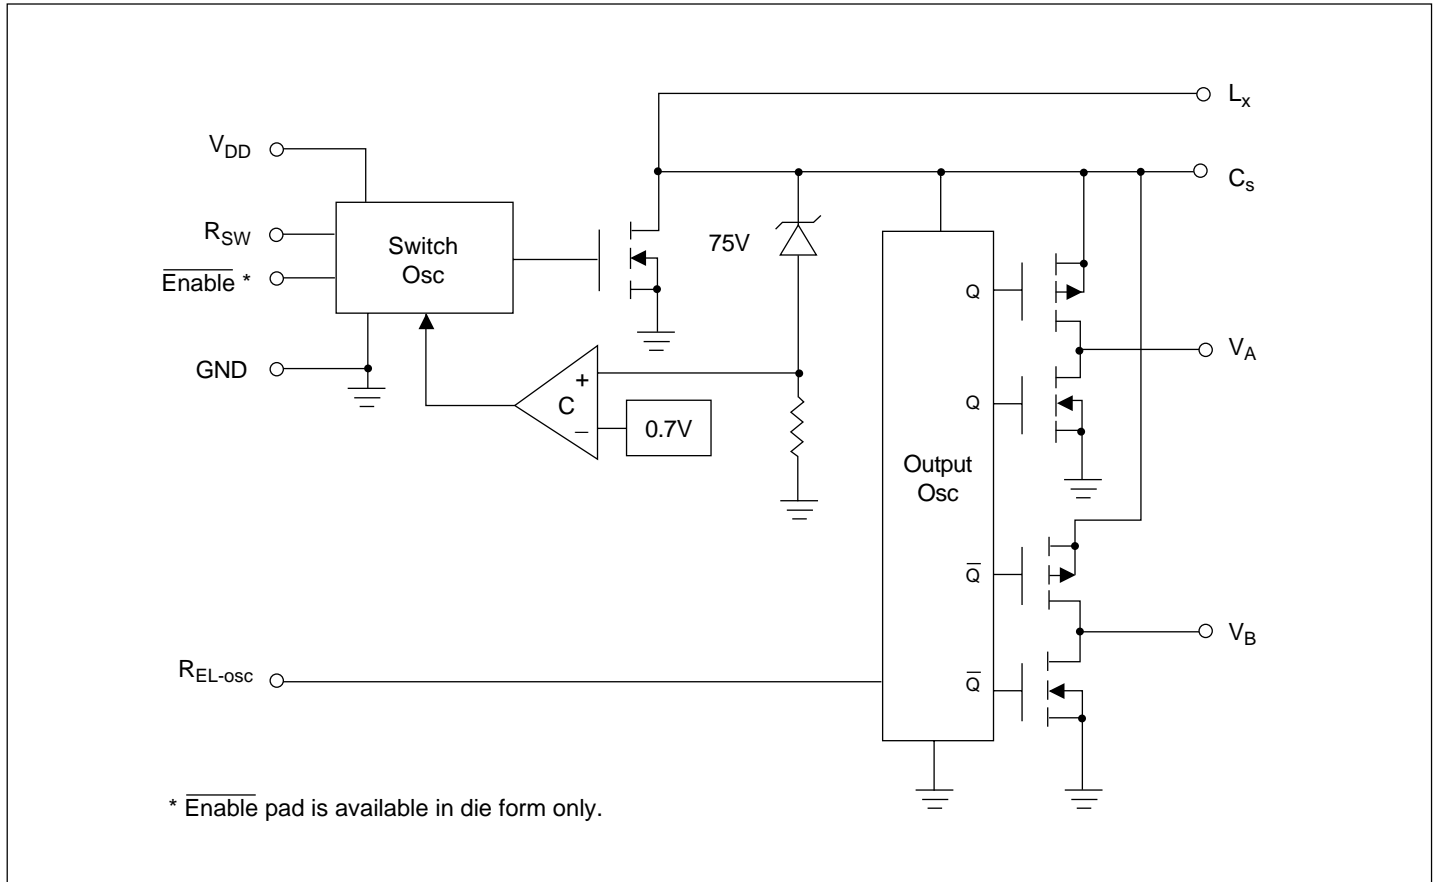 Lx
VDD
Cs
RSW
Switch
Osc
75V
Enable *
Q
GND
VA
+
C
–
0.7V
Q
Output
Osc
Q
VB
REL-osc
Q
* Enable pad is available in die form only.